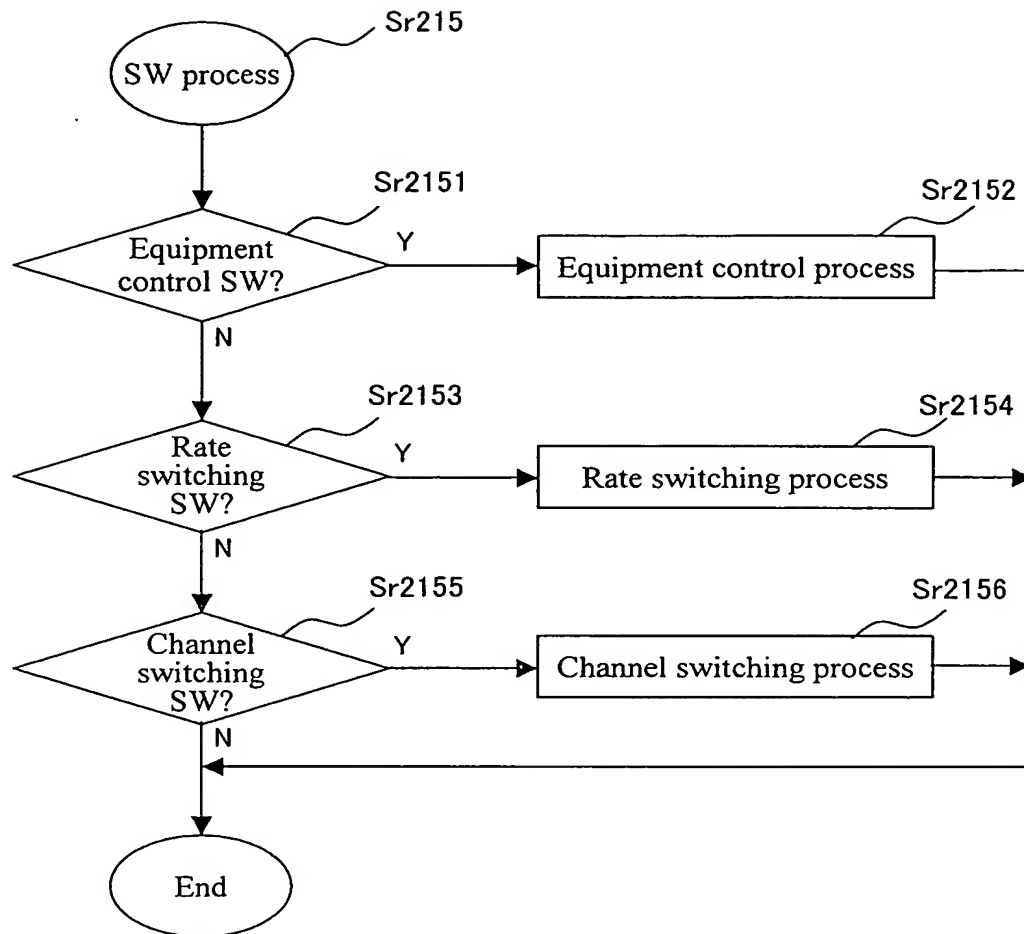 Sr215
SW process
Sr2151
Sr2152
Equipment
control SW?
Y
Equipment control process
N
Sr2153
Sr2154
Rate
switching
SW?
Y
Rate switching process
N
Sr2155
Sr2156
Channel
switching
SW?
Y
Channel switching process
N
End